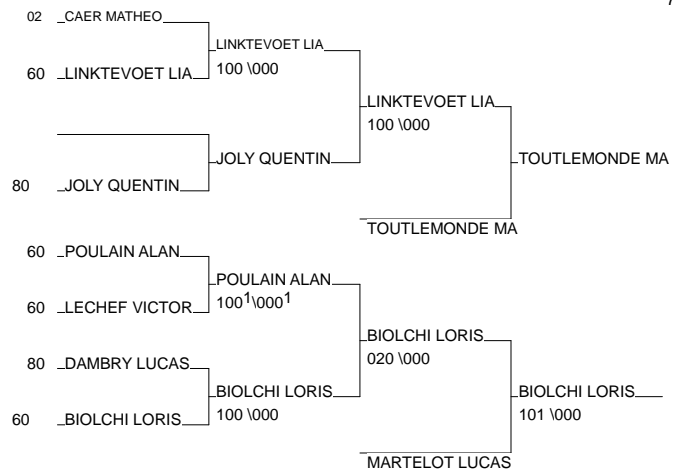 7
02 CAER MATHEO
LINKTEVOET LIA
60 LINKTEVOET LIA
100 \000
LINKTEVOET LIA
100 \000
JOLY QUENTIN
TOUTLEMONDE MA
80 JOLY QUENTIN
TOUTLEMONDE MA
60 POULAIN ALAN
POULAIN ALAN
100¹\000¹
60 LECHEF VICTOR
BIOLCHI LORIS
020 \000
80 DAMBRY LUCAS
BIOLCHI LORIS
100 \000
BIOLCHI LORIS
101 \000
60 BIOLCHI LORIS
MARTELOT LUCAS